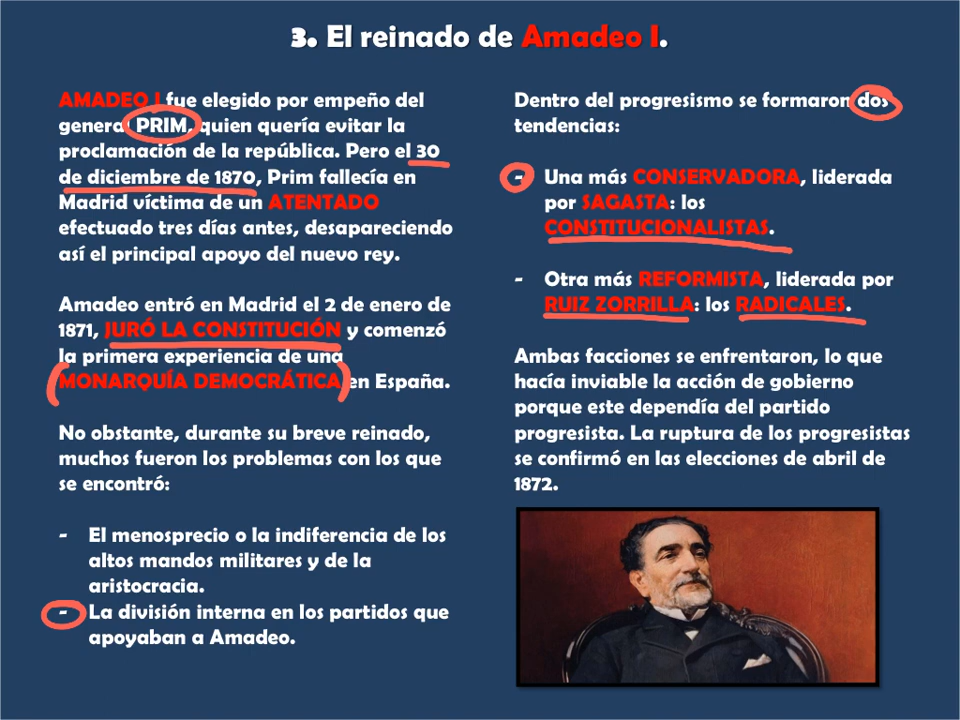 3. El reinado de Amadeo I.
AMADEO I fue elegido por empeño del
general PRIM, quien quería evitar la
proclamación de la república. Pero el 30
de diciembre de 1870, Prim fallecía en
Madrid víctima de un ATENTADO
efectuado tres días antes, desapareciendo
así el principal apoyo del nuevo rey.
Amadeo entró en Madrid el 2 de enero de
1871, JURÓ LA CONSTITUCIÓN y comenzó
la primera experiencia de una
MONARQUÍA DEMOCRÁTICA en España.
No obstante, durante su breve reinado,
muchos fueron los problemas con los que
se encontró:
- El menosprecio o la indiferencia de los
altos mandos militares y de la
aristocracia.
- La división interna en los partidos que
apoyaban a Amadeo.
Dentro del progresismo se formaron dos
tendencias:
- Una más CONSERVADORA, liderada
por SAGASTA: los
CONSTITUCIONALISTAS.
- Otra más REFORMISTA, liderada por
RUIZ ZORRILLA: los RADICALES.
Ambas facciones se enfrentaron, lo que
hacía inviable la acción de gobierno
porque este dependía del partido
progresista. La ruptura de los progresistas
se confirmó en las elecciones de abril de
1872.